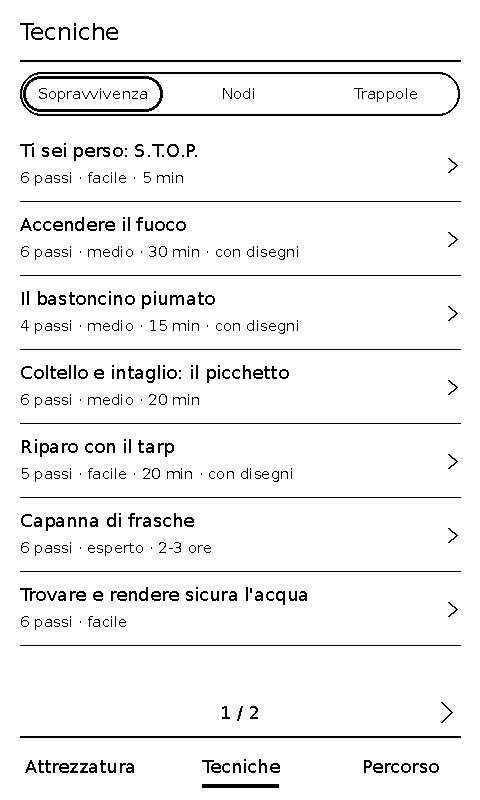 Tecniche
Sopravvivenza Nodi Trappole
Ti sei perso: S.T.O.P.
6 passi · facile · 5 min
Accendere il fuoco
6 passi · medio · 30 min · con disegni
Il bastoncino piumato
4 passi · medio · 15 min · con disegni
Coltello e intaglio: il picchetto
6 passi · medio · 20 min
Riparo con il tarp
5 passi · facile · 20 min · con disegni
Capanna di frasche
6 passi · esperto · 2-3 ore
Trovare e rendere sicura l'acqua
6 passi · facile
1 / 2
Attrezzatura Tecniche Percorso